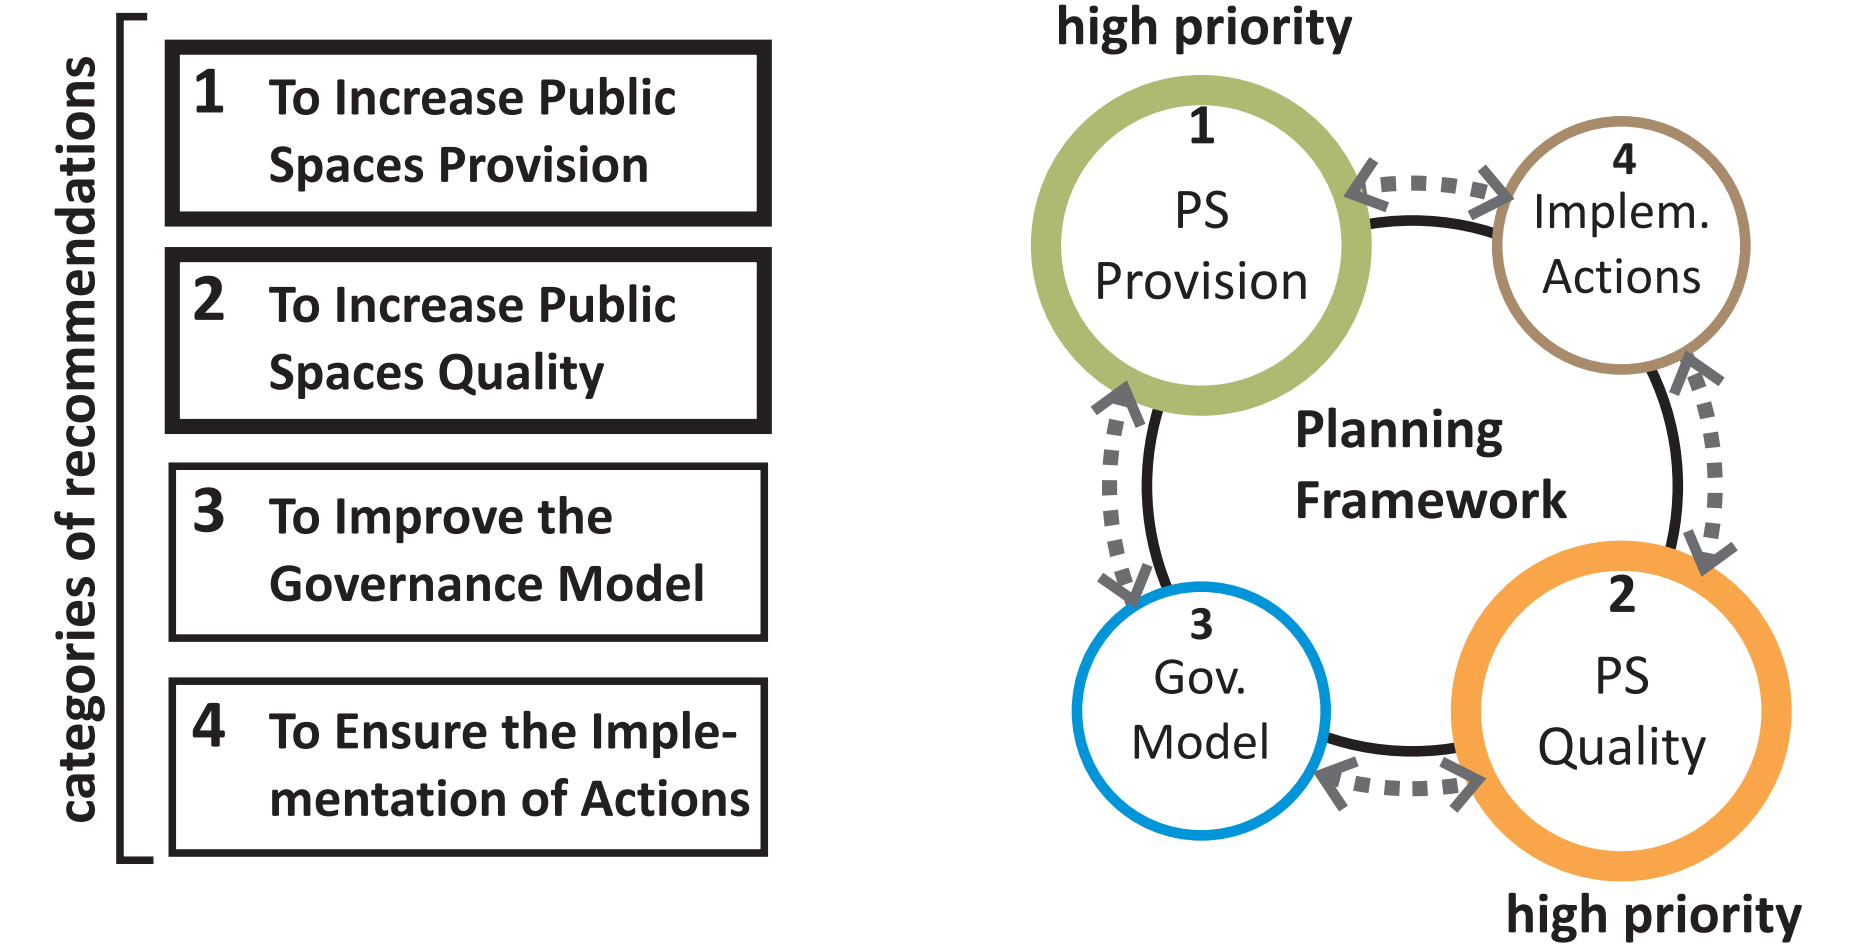 categories of recommendations
1 To Increase Public
Spaces Provision
2 To Increase Public
Spaces Quality
3 To Improve the
Governance Model
4 To Ensure the Imple-
mentation of Actions
high priority
1
PS
Provision
4
Implem.
Actions
Planning
Framework
3
Gov.
Model
2
PS
Quality
high priority